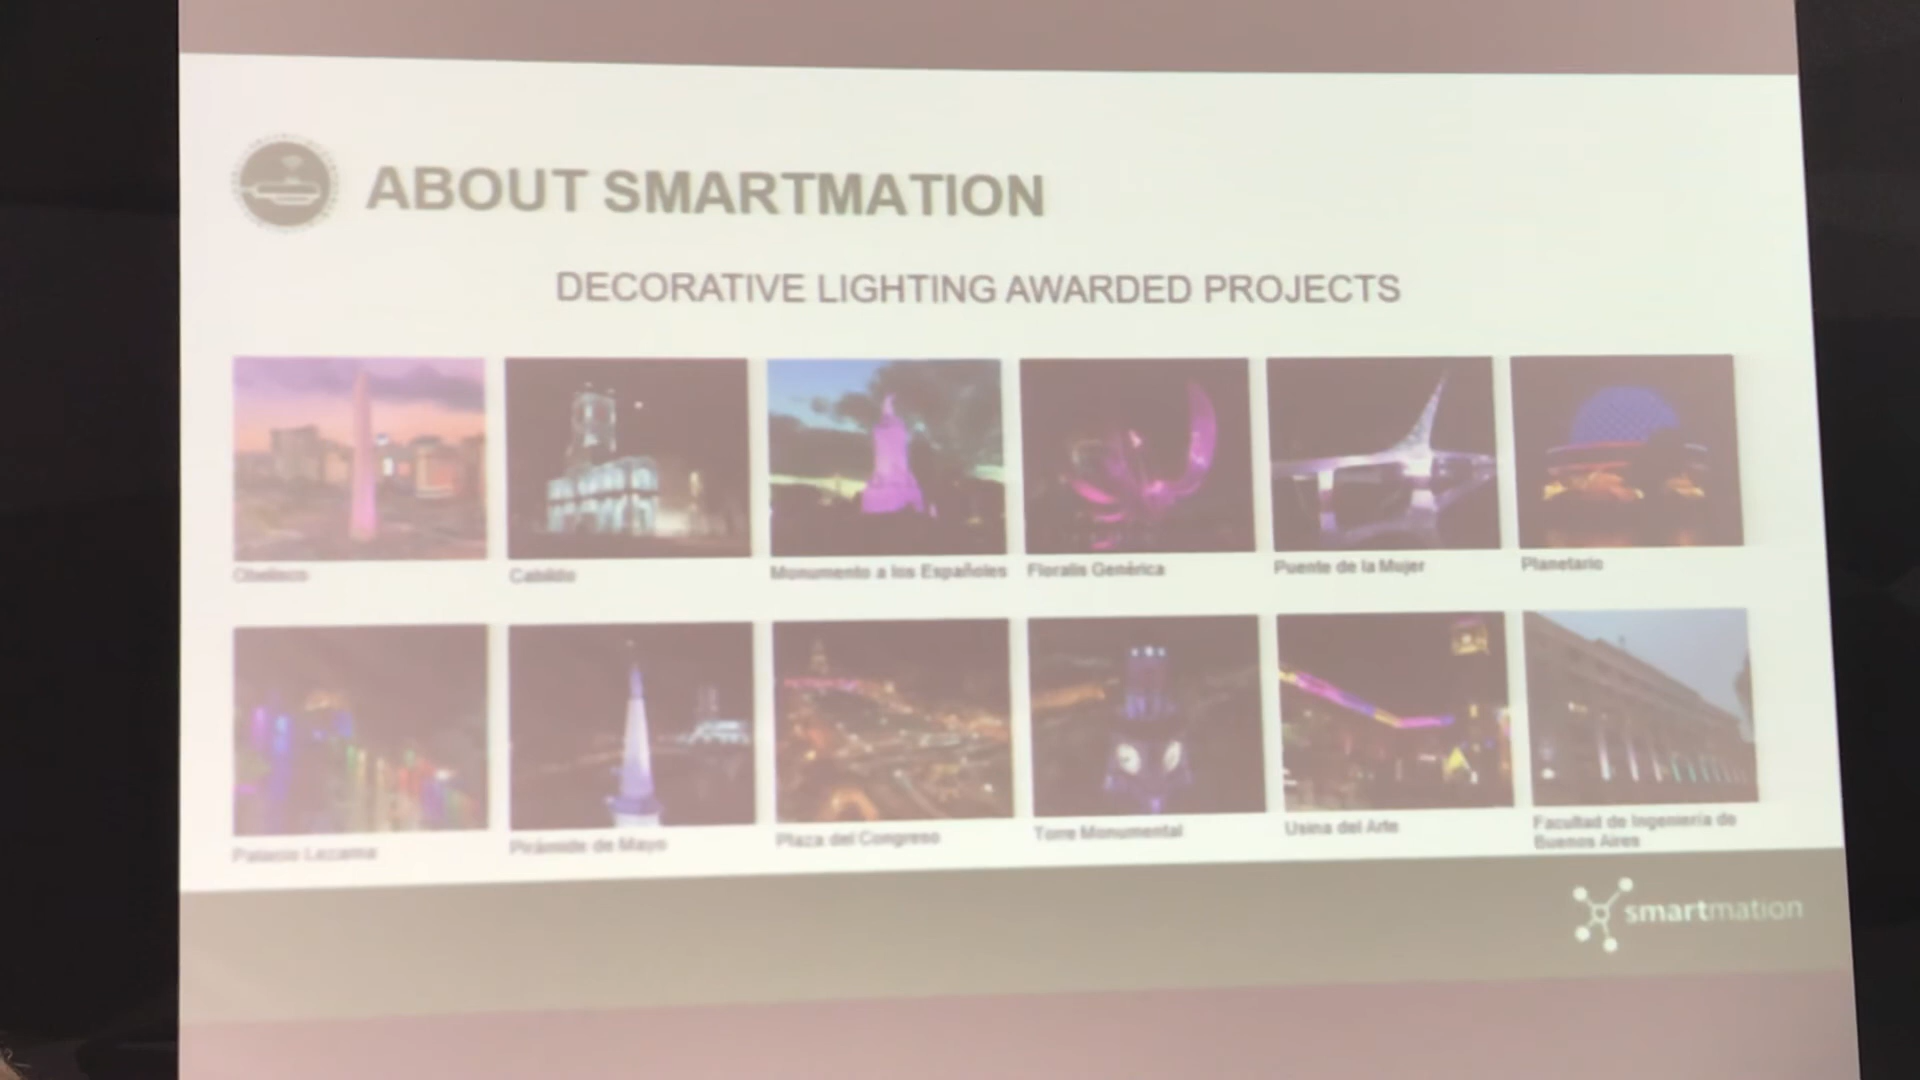 ABOUT SMARTMATION
DECORATIVE LIGHTING AWARDED PROJECTS
Obelisco
Cabildo
Monumento a los Españoles
Floralis Genérica
Puente de la Mujer
Planetario
Palacio Lezama
Pirámide de Mayo
Plaza del Congreso
Torre Monumental
Usina del Arte
Facultad de Ingeniería de
Buenos Aires
smartmation